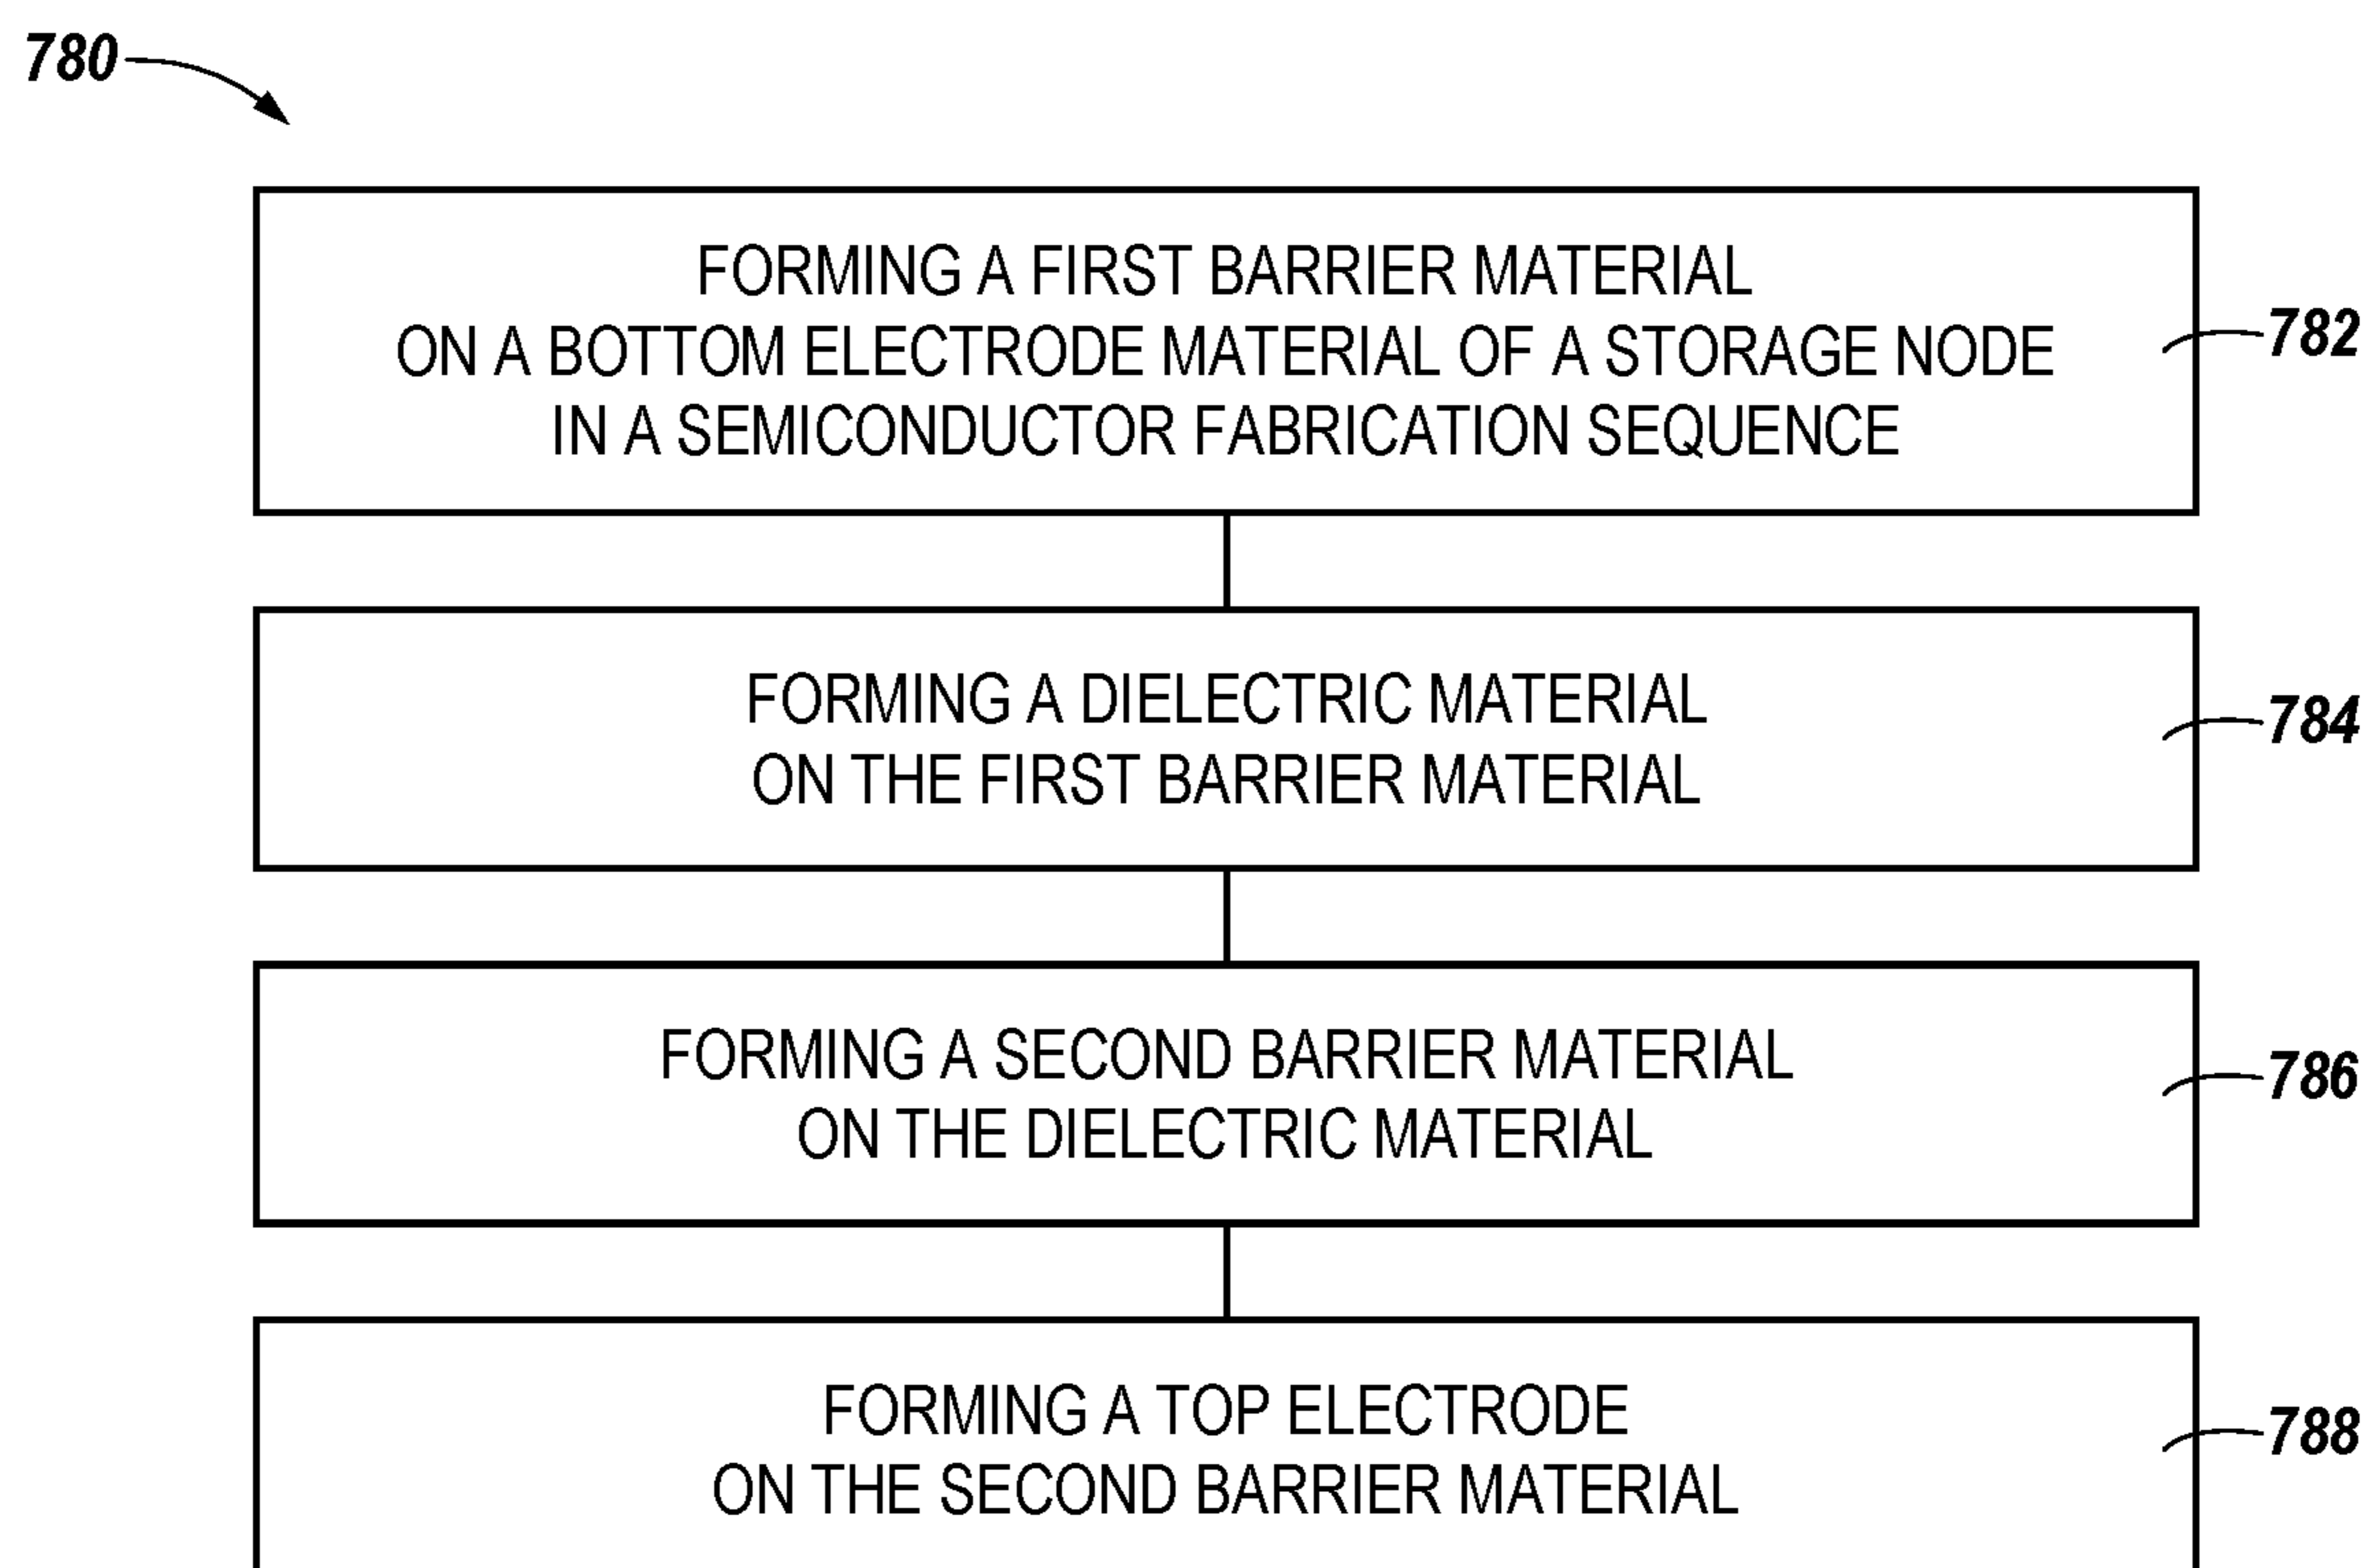 780
FORMING A FIRST BARRIER MATERIAL
ON A BOTTOM ELECTRODE MATERIAL OF A STORAGE NODE
IN A SEMICONDUCTOR FABRICATION SEQUENCE
782
FORMING A DIELECTRIC MATERIAL
ON THE FIRST BARRIER MATERIAL
784
FORMING A SECOND BARRIER MATERIAL
ON THE DIELECTRIC MATERIAL
786
FORMING A TOP ELECTRODE
ON THE SECOND BARRIER MATERIAL
788